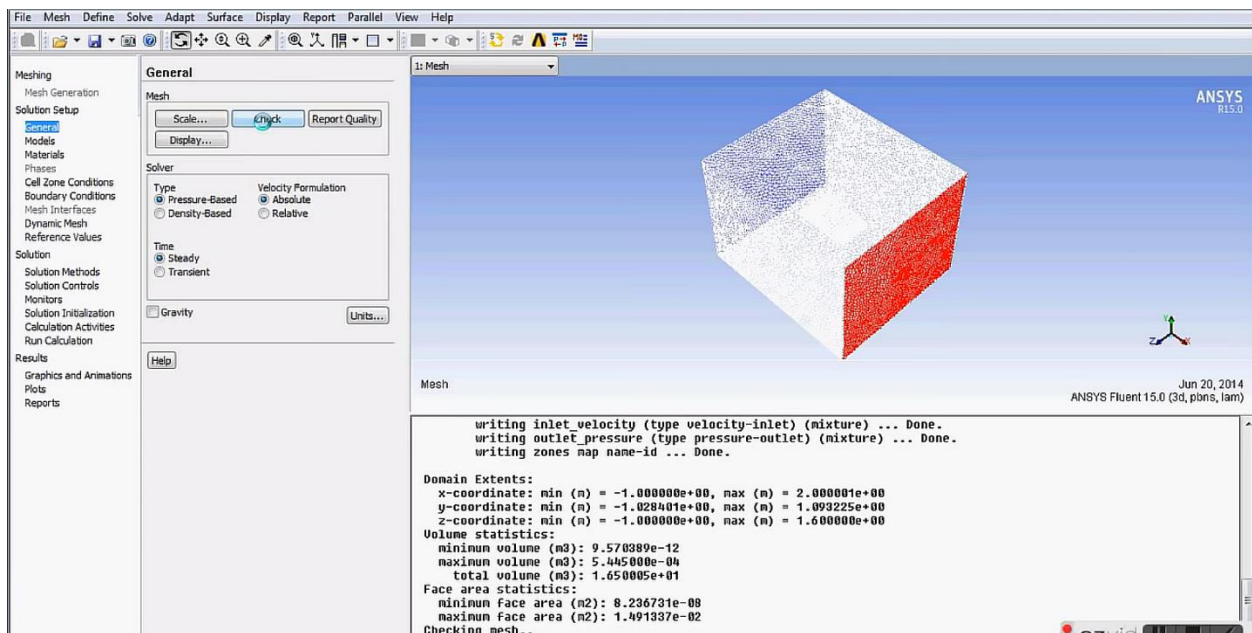 File Mesh Define Solve Adapt Surface Display Report Parallel View Help
Meshing
Mesh Generation
Solution Setup
General
Models
Materials
Phases
Cell Zone Conditions
Boundary Conditions
Mesh Interfaces
Dynamic Mesh
Reference Values
Solution
Solution Methods
Solution Controls
Monitors
Solution Initialization
Calculation Activities
Run Calculation
Results
Graphics and Animations
Plots
Reports
General
Mesh
Scale... Check Report Quality
Display...
Solver
Type Velocity Formulation
Pressure-Based Absolute
Density-Based Relative
Time
Steady
Transient
Gravity Units...
Help
1: Mesh
ANSYS
R15.0
Y
Z X
Mesh Jun 20, 2014
ANSYS Fluent 15.0 (3d, pbns, lam)
writing inlet_velocity (type velocity-inlet) (mixture) ... Done.
writing outlet_pressure (type pressure-outlet) (mixture) ... Done.
writing zones map name-id ... Done.
Domain Extents:
x-coordinate: min (m) = -1.000000e+00, max (m) = 2.000001e+00
y-coordinate: min (m) = -1.028401e+00, max (m) = 1.093225e+00
z-coordinate: min (m) = -1.000000e+00, max (m) = 1.600000e+00
Volume statistics:
minimum volume (m3): 9.570389e-12
maximum volume (m3): 5.445000e-04
total volume (m3): 1.650005e+01
Face area statistics:
minimum face area (m2): 8.236731e-08
maximum face area (m2): 1.491337e-02
Checking mesh..